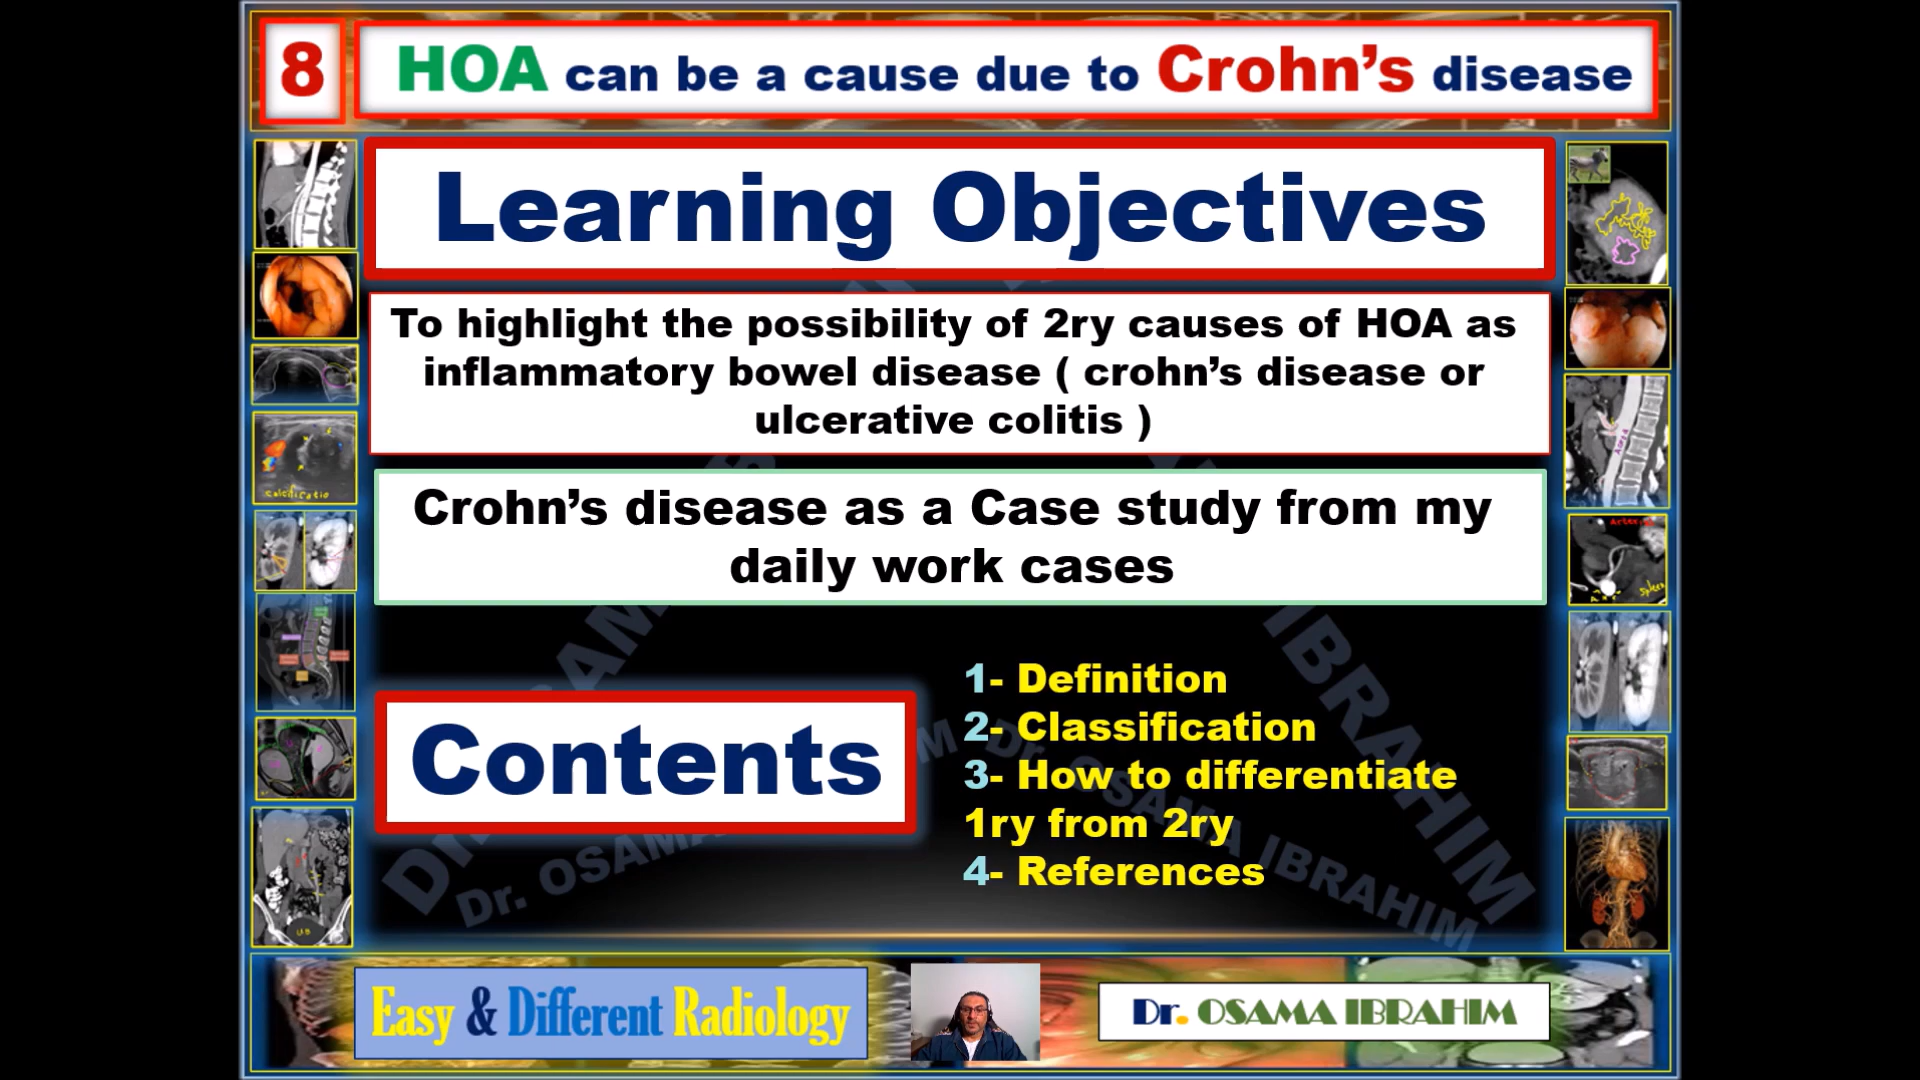 8
HOA can be a cause due to Crohn's disease
Learning Objectives
To highlight the possibility of 2ry causes of HOA as
inflammatory bowel disease ( crohn's disease or
ulcerative colitis )
Crohn's disease as a Case study from my
daily work cases
Contents
1- Definition
2- Classification
3- How to differentiate
1ry from 2ry
4- References
Dr. OSAMA IBRAHIM
Easy & Different Radiology
Dr. OSAMA IBRAHIM